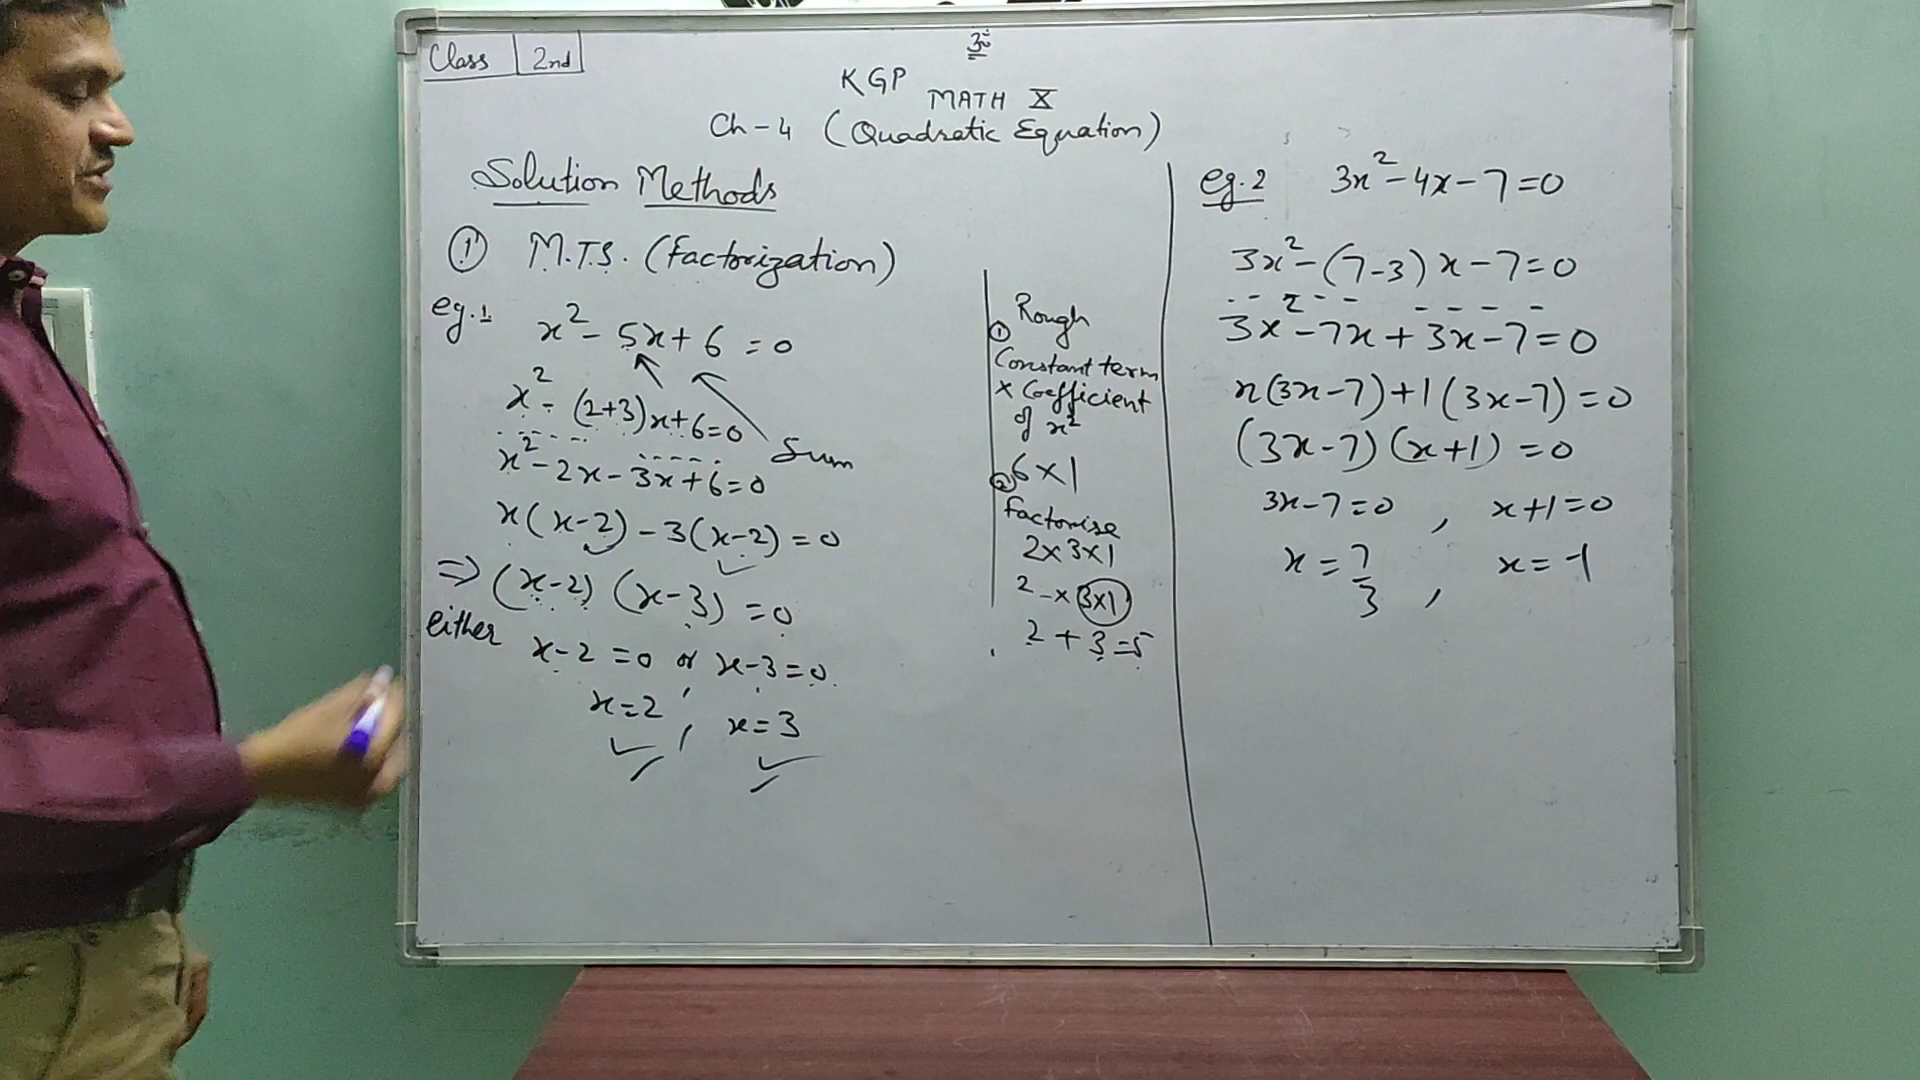 Class 2nd
ૐ
KGP
MATH X
Ch-4 (Quadratic Equation)
Solution Methods
① M.T.S. (Factorization)
eg.1
x² - 5x + 6 = 0
x² - (2+3)x + 6 = 0
Sum
x² - 2x - 3x + 6 = 0
x(x-2) - 3(x-2) = 0
⇒ (x-2) (x-3) = 0
either x-2 = 0 or x-3 = 0
x = 2, x = 3
Rough
①
Constant term
× Coefficient
of x²
② 6×1
Factorise
2×3×1
2 - × 3×1
2 + 3 = 5
eg.2 3x² - 4x - 7 = 0
3x² - (7-3)x - 7 = 0
3x² - 7x + 3x - 7 = 0
x(3x-7) + 1(3x-7) = 0
(3x-7) (x+1) = 0
3x-7 = 0, x+1 = 0
x = 7/3, x = -1